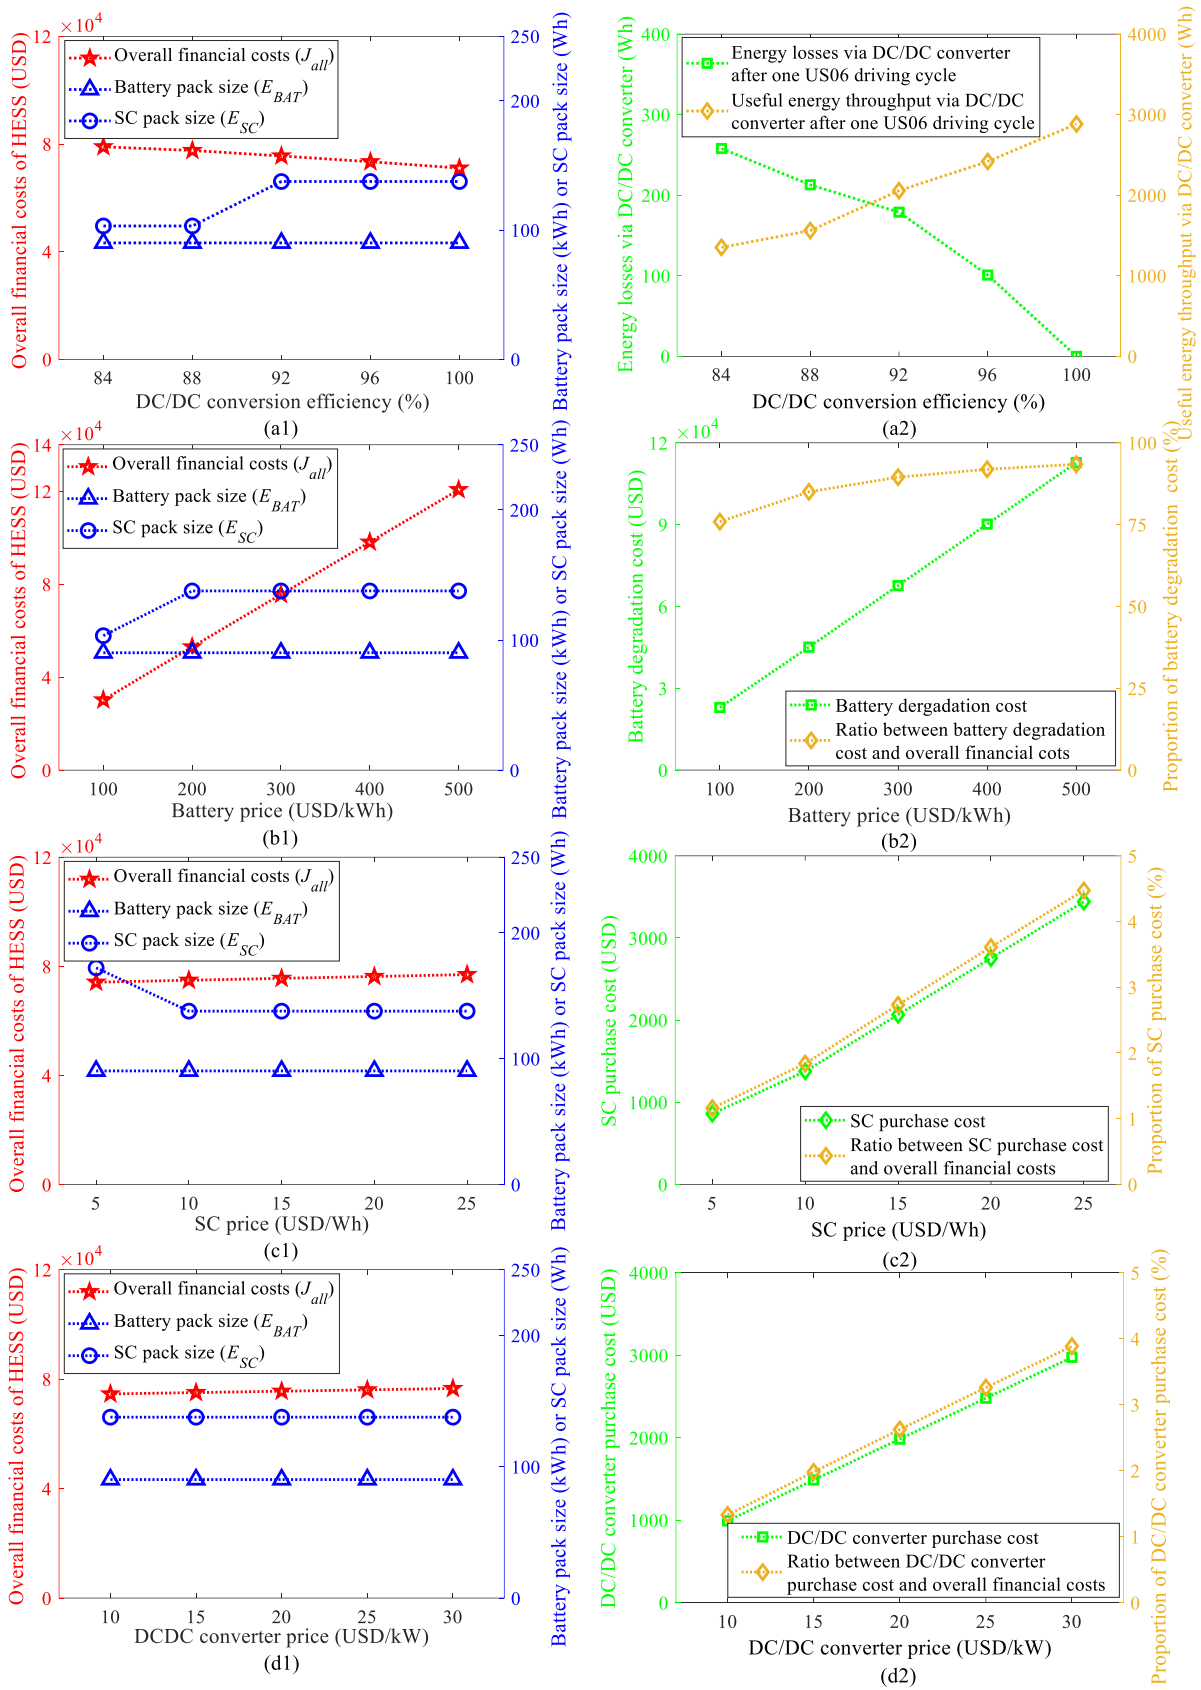 ×10⁴
12
8
4
0
Overall financial costs of HESS (USD)
Overall financial costs (J_all)
Battery pack size (E_BAT)
SC pack size (E_SC)
250
200
100
0
Battery pack size (kWh) or SC pack size (Wh)
84 88 92 96 100
DC/DC conversion efficiency (%)
(a1)
400
300
200
100
0
Energy losses via DC/DC converter (Wh)
Energy losses via DC/DC converter
after one US06 driving cycle
Useful energy throughput via DC/DC
converter after one US06 driving cycle
4000
3000
2000
1000
0
Useful energy throughput via DC/DC converter (Wh)
84 88 92 96 100
DC/DC conversion efficiency (%)
(a2)
×10⁴
14
12
8
4
0
Overall financial costs of HESS (USD)
Overall financial costs (J_all)
Battery pack size (E_BAT)
SC pack size (E_SC)
250
200
100
0
Battery pack size (kWh) or SC pack size (Wh)
100 200 300 400 500
Battery price (USD/kWh)
(b1)
×10⁴
12
9
6
3
0
Battery degradation cost (USD)
Battery dergadation cost
Ratio between battery degradation
cost and overall financial cots
100
75
50
25
0
Proportion of battery degradation cost (%)
100 200 300 400 500
Battery price (USD/kWh)
(b2)
×10⁴
12
8
4
0
Overall financial costs of HESS (USD)
Overall financial costs (J_all)
Battery pack size (E_BAT)
SC pack size (E_SC)
250
200
100
0
Battery pack size (kWh) or SC pack size (Wh)
5 10 15 20 25
SC price (USD/Wh)
(c1)
4000
3000
2000
1000
0
SC purchase cost (USD)
SC purchase cost
Ratio between SC purchase cost
and overall financial costs
5
4
3
2
1
0
Proportion of SC purchase cost (%)
5 10 15 20 25
SC price (USD/Wh)
(c2)
×10⁴
12
8
4
0
Overall financial costs of HESS (USD)
Overall financial costs (J_all)
Battery pack size (E_BAT)
SC pack size (E_SC)
250
200
100
0
Battery pack size (kWh) or SC pack size (Wh)
10 15 20 25 30
DCDC converter price (USD/kW)
(d1)
4000
3000
2000
1000
0
DC/DC converter purchase cost (USD)
DC/DC converter purchase cost
Ratio between DC/DC converter
purchase cost and overall financial costs
5
4
3
2
1
0
Proportion of DC/DC converter purchase cost (%)
10 15 20 25 30
DC/DC converter price (USD/kW)
(d2)